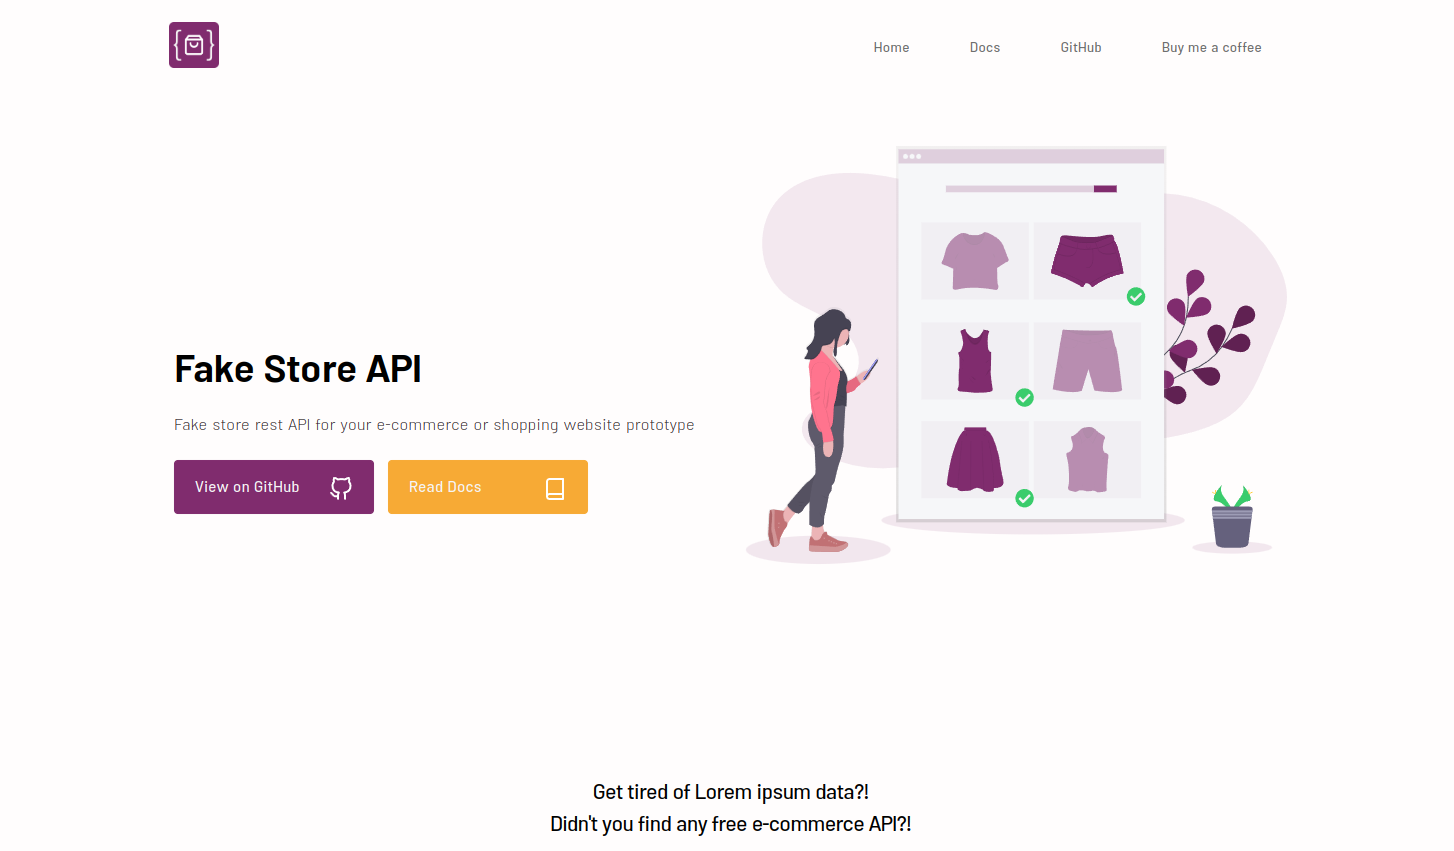 Home
Docs
GitHub
Buy me a coffee
Fake Store API
Fake store rest API for your e-commerce or shopping website prototype
View on GitHub
Read Docs
Get tired of Lorem ipsum data?!
Didn't you find any free e-commerce API?!